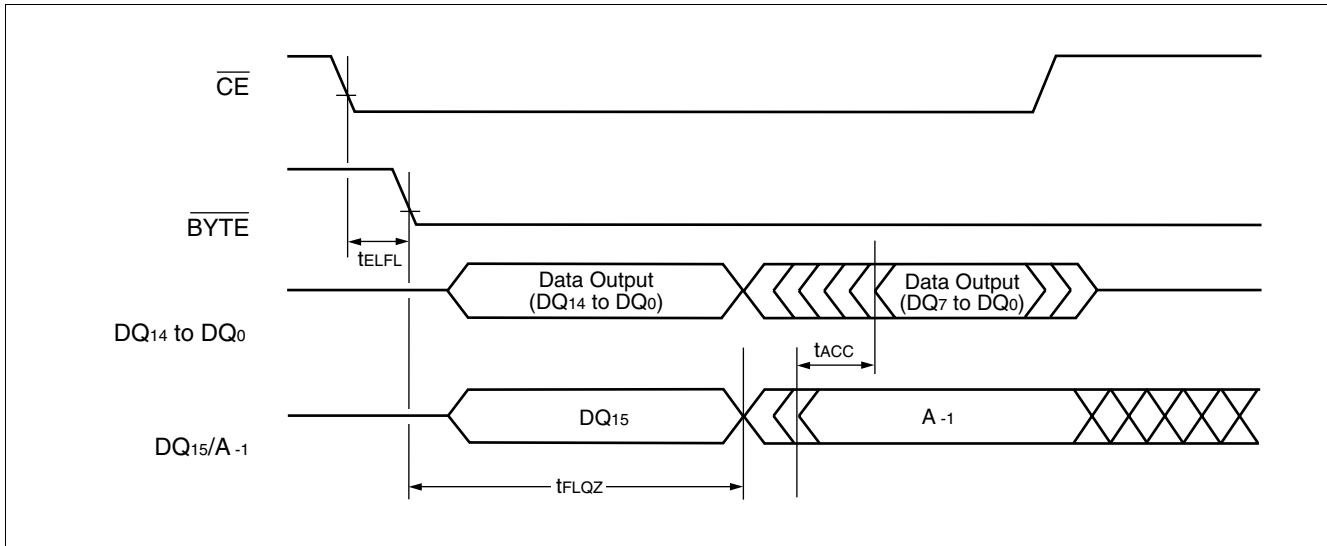 CE
BYTE
tELFL
Data Output
(DQ14 to DQ0)
Data Output
(DQ7 to DQ0)
DQ14 to DQ0
tACC
DQ15
A -1
DQ15/A -1
tFLQZ